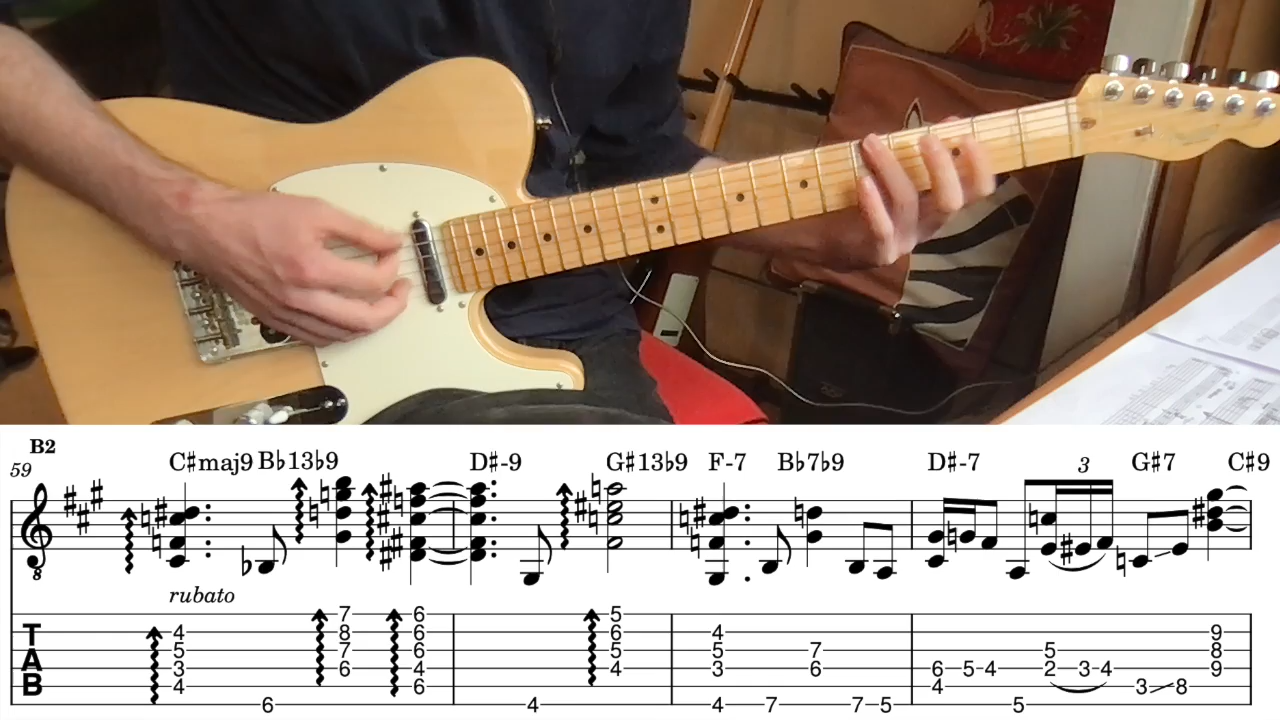 B2
59
C♯maj9 B♭13♭9 D♯-9 G♯13♭9 F-7 B♭7♭9 D♯-7 3 G♯7 C♯9
8
rubato
7 6 5
4 8 6 6 4 9
5 7 6 5 5 7 5 8
3 6 4 4 3 6 6 5 4 2 3 4 9
4 6 4 3 8
6 4 4 7 7 5 5
T
A
B